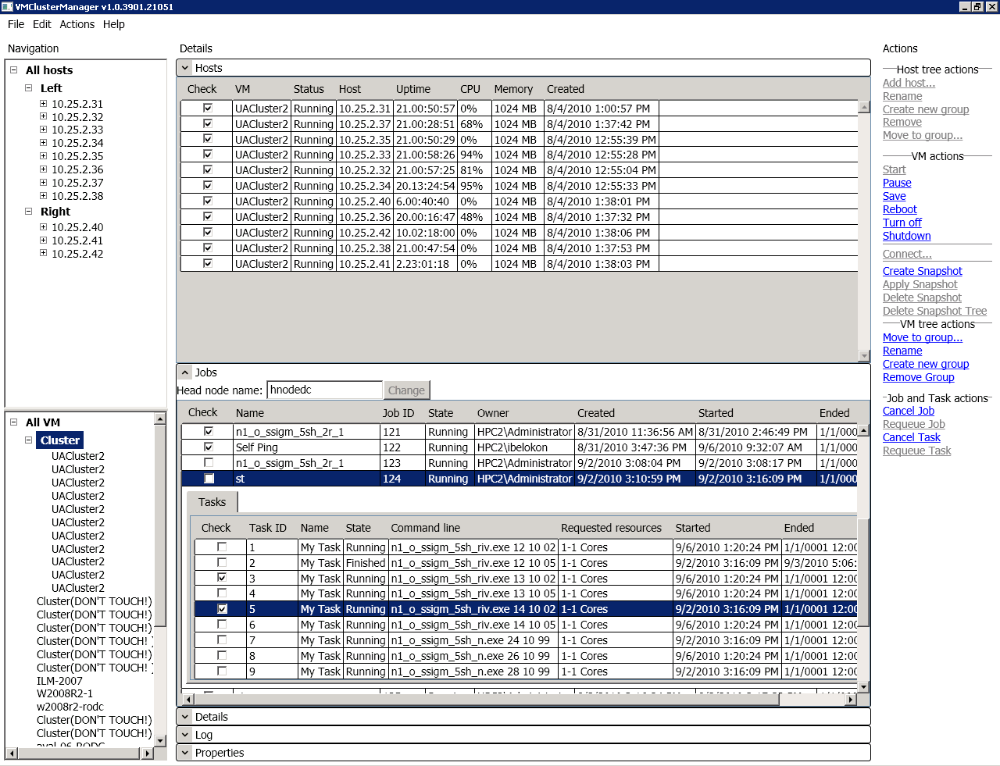 VMClusterManager v1.0.3901.21051
File Edit Actions Help
Navigation
All hosts
Left
10.25.2.31
10.25.2.32
10.25.2.33
10.25.2.34
10.25.2.35
10.25.2.36
10.25.2.37
10.25.2.38
Right
10.25.2.40
10.25.2.41
10.25.2.42
All VM
Cluster
UACluster2
UACluster2
UACluster2
UACluster2
UACluster2
UACluster2
UACluster2
UACluster2
UACluster2
UACluster2
UACluster2
Cluster(DON'T TOUCH!)
Cluster(DON'T TOUCH!)
Cluster(DON'T TOUCH!)
Cluster(DON'T TOUCH! )
Cluster(DON'T TOUCH!)
Cluster(DON'T TOUCH! )
ILM-2007
W2008R2-1
w2008r2-rodc
Cluster(DON'T TOUCH!)
Cluster(DON'T TOUCH!)
Details
Hosts
Check VM Status Host Uptime CPU Memory Created
UACluster2 Running 10.25.2.31 21.00:50:57 0% 1024 MB 8/4/2010 1:00:57 PM
UACluster2 Running 10.25.2.37 21.00:28:51 68% 1024 MB 8/4/2010 1:37:42 PM
UACluster2 Running 10.25.2.35 21.00:50:29 0% 1024 MB 8/4/2010 12:55:39 PM
UACluster2 Running 10.25.2.33 21.00:58:26 94% 1024 MB 8/4/2010 12:55:28 PM
UACluster2 Running 10.25.2.32 21.00:57:25 81% 1024 MB 8/4/2010 12:55:04 PM
UACluster2 Running 10.25.2.34 20.13:24:54 95% 1024 MB 8/4/2010 12:55:33 PM
UACluster2 Running 10.25.2.40 6.00:40:40 0% 1024 MB 8/4/2010 1:38:01 PM
UACluster2 Running 10.25.2.36 20.00:16:47 48% 1024 MB 8/4/2010 1:37:32 PM
UACluster2 Running 10.25.2.42 10.02:18:00 0% 1024 MB 8/4/2010 1:38:06 PM
UACluster2 Running 10.25.2.38 21.00:47:54 0% 1024 MB 8/4/2010 1:37:53 PM
UACluster2 Running 10.25.2.41 2.23:01:18 0% 1024 MB 8/4/2010 1:38:03 PM
Jobs
Head node name: hnodedc Change
Check Name Job ID State Owner Created Started Ended
n1_o_ssigm_5sh_2r_1 121 Running HPC2\Administrator 8/31/2010 11:36:56 AM 8/31/2010 2:46:49 PM 1/1/000
Self Ping 122 Running HPC2\ibelokon 8/31/2010 3:47:36 PM 9/6/2010 9:32:07 AM 1/1/000
n1_o_ssigm_5sh_2r_1 123 Running HPC2\Administrator 9/2/2010 3:08:04 PM 9/2/2010 3:08:17 PM 1/1/000
st 124 Running HPC2\Administrator 9/2/2010 3:10:59 PM 9/2/2010 3:16:09 PM 1/1/000
Tasks
Check Task ID Name State Command line Requested resources Started Ended
1 My Task Running n1_o_ssigm_5sh_riv.exe 12 10 02 1-1 Cores 9/6/2010 1:20:24 PM 1/1/0001 12:00
2 My Task Finished n1_o_ssigm_5sh_riv.exe 12 10 05 1-1 Cores 9/2/2010 3:16:09 PM 9/3/2010 5:06:
3 My Task Running n1_o_ssigm_5sh_riv.exe 13 10 02 1-1 Cores 9/6/2010 1:20:24 PM 1/1/0001 12:00
4 My Task Running n1_o_ssigm_5sh_riv.exe 13 10 05 1-1 Cores 9/6/2010 1:20:24 PM 1/1/0001 12:00
5 My Task Running n1_o_ssigm_5sh_riv.exe 14 10 02 1-1 Cores 9/2/2010 3:16:09 PM 1/1/0001 12:00
6 My Task Running n1_o_ssigm_5sh_riv.exe 14 10 05 1-1 Cores 9/6/2010 1:20:24 PM 1/1/0001 12:00
7 My Task Running n1_o_ssigm_5sh_n.exe 24 10 99 1-1 Cores 9/2/2010 3:16:09 PM 1/1/0001 12:00
8 My Task Running n1_o_ssigm_5sh_n.exe 26 10 99 1-1 Cores 9/6/2010 1:20:24 PM 1/1/0001 12:00
9 My Task Running n1_o_ssigm_5sh_n.exe 28 10 99 1-1 Cores 9/2/2010 3:16:09 PM 1/1/0001 12:00
Details
Log
Properties
Actions
Host tree actions
Add host...
Rename
Create new group
Remove
Move to group...
VM actions
Start
Pause
Save
Reboot
Turn off
Shutdown
Connect...
Create Snapshot
Apply Snapshot
Delete Snapshot
Delete Snapshot Tree
VM tree actions
Move to group...
Rename
Create new group
Remove Group
Job and Task actions
Cancel Job
Requeue Job
Cancel Task
Requeue Task